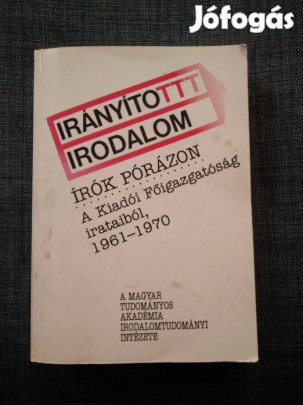 Jófogás
IRÁNYÍTOTTT
IRODALOM
ÍRÓK PÓRÁZON
A Kiadói Főigazgatóság
irataiból,
1961–1970
A MAGYAR
TUDOMÁNYOS
AKADÉMIA
IRODALOMTUDOMÁNYI
INTÉZETE